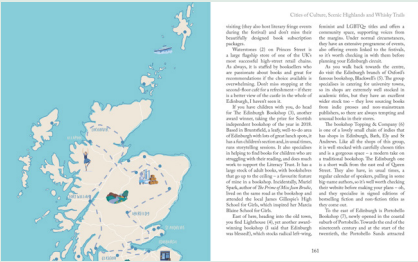 Cities of Culture, Scene: Highlands and Whisky Trails
visiting (they also host literary fringe events
during the festival) and don't miss their
beautifully designed book subscription
packages.
Waterstones (2) on Princes Street is
a large flagship store of one of the UK's
most successful high-street chains.
As always, it is staffed by booksellers who
are passionate about books and great for
recommendations if the choice available is
overwhelming. Don't miss stopping at the
second-floor café for a refreshment – if there
is a better view of the castle in the whole of
Edinburgh, I haven't seen it.
If you have children with you, do head
for The Edinburgh Bookshop (3), another
award winner, taking the prize for Scottish
independent bookshop of the year in 2018.
Based in Bruntsfield, a leafy, well-to-do area
of Edinburgh with lots of great lunch spots, it
has a fun children's section and, in usual times,
runs storytelling sessions. It also specialises
in helping to find books for children who are
struggling with their reading, and does much
work to support the Literacy Trust. It has a
large stock of adult books, with bookshelves
that go up to the ceiling – a favourite feature
of mine in a bookshop. Incidentally, Muriel
Spark, author of The Prime of Miss Jean Brodie,
lived on the same road as the bookshop and
attended the local James Gillespie's High
School for Girls, which inspired her Marcia
Blaine School for Girls.
East of here, heading into the old town,
you find Lighthouse (4), yet another award-
winning bookshop (I said that Edinburgh
was blessed!), which stocks radical left-wing,
feminist and LGBTQ+ titles and offers a
community space, supporting voices from
the margins. Under normal circumstances,
they have an extensive programme of events,
also offering events linked to the festivals,
so it's worth checking in with them before
planning your Edinburgh circuit.
As you walk back towards the centre,
do visit the Edinburgh branch of Oxford's
famous bookshop, Blackwell's (5). The group
specialises in catering for university towns,
so its shops are extremely well stocked in
academic titles, but they have an excellent
wider stock too – they love sourcing books
from indie presses and non-mainstream
publishers, so there are always tempting and
unusual books in their stores.
The bookshop Topping & Company (6)
is one of a lovely small chain of indies that
has shops in Edinburgh, Bath, Ely and St
Andrews. Like all the shops of this group,
it is well stocked with carefully chosen titles
and is a gorgeous space – a modern take on
a traditional bookshop. The Edinburgh one
is a short walk from the east end of Queen
Street. They also have, in usual times, a
regular calendar of speakers, pulling in some
big-name authors, so it's well worth checking
their website before making your plans – oh,
and they specialise in signed editions of
bestselling fiction and non-fiction titles as
they come out.
To the east of Edinburgh is Portobello
Bookshop (7), newly opened in the coastal
suburb of Portobello. Towards the end of the
nineteenth century and at the start of the
twentieth, the Portobello Sands attracted
165